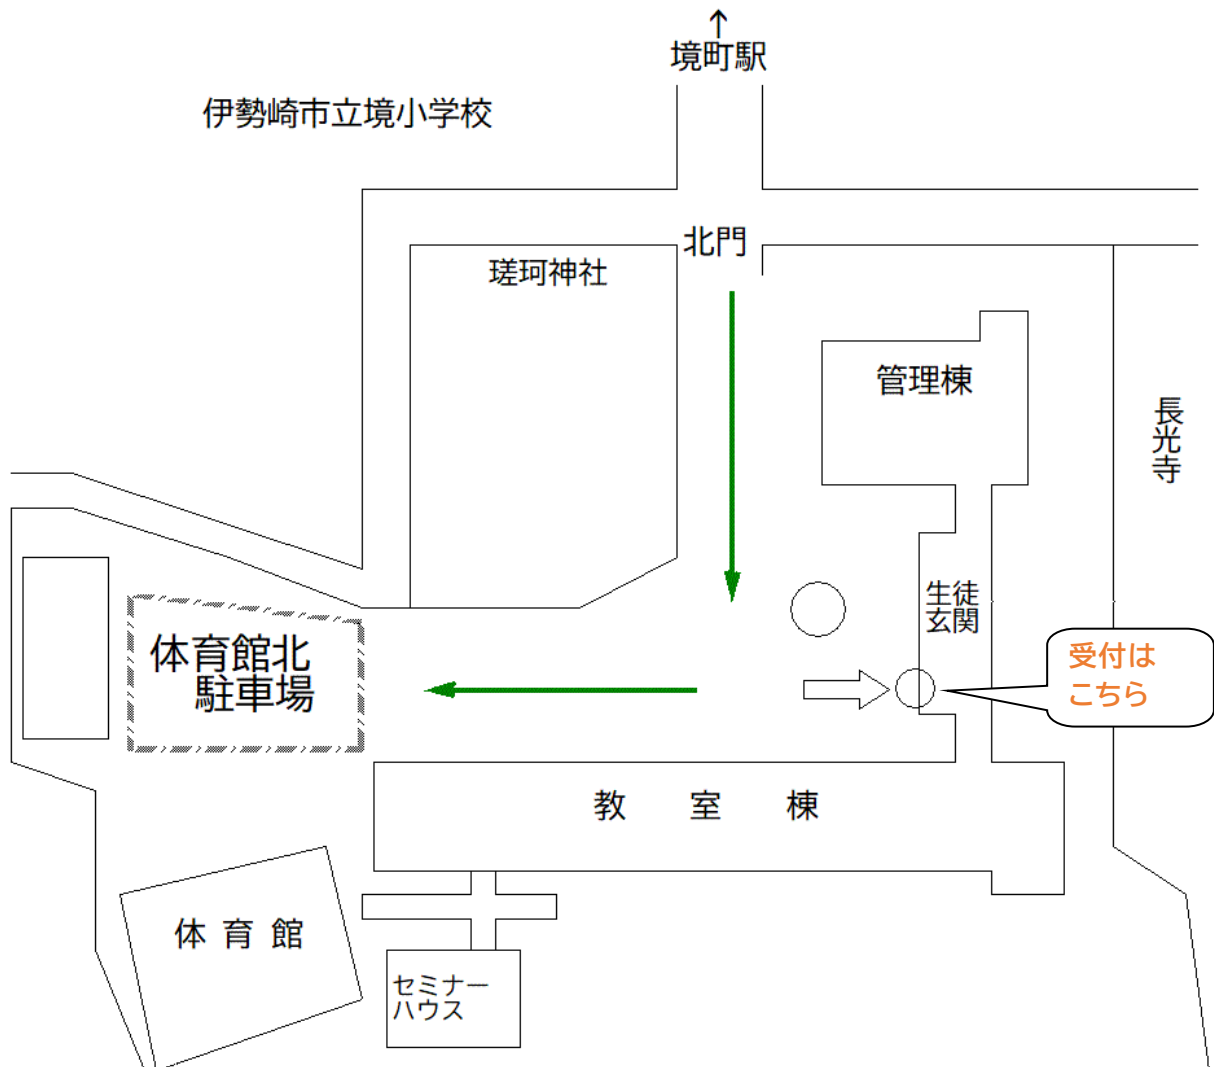 ↑
境町駅
伊勢崎市立境小学校
北門
瑳珂神社
管理棟
長光寺
生徒
玄関
体育館北
駐車場
受付は
こちら
教 室 棟
体 育 館
セミナー
ハウス